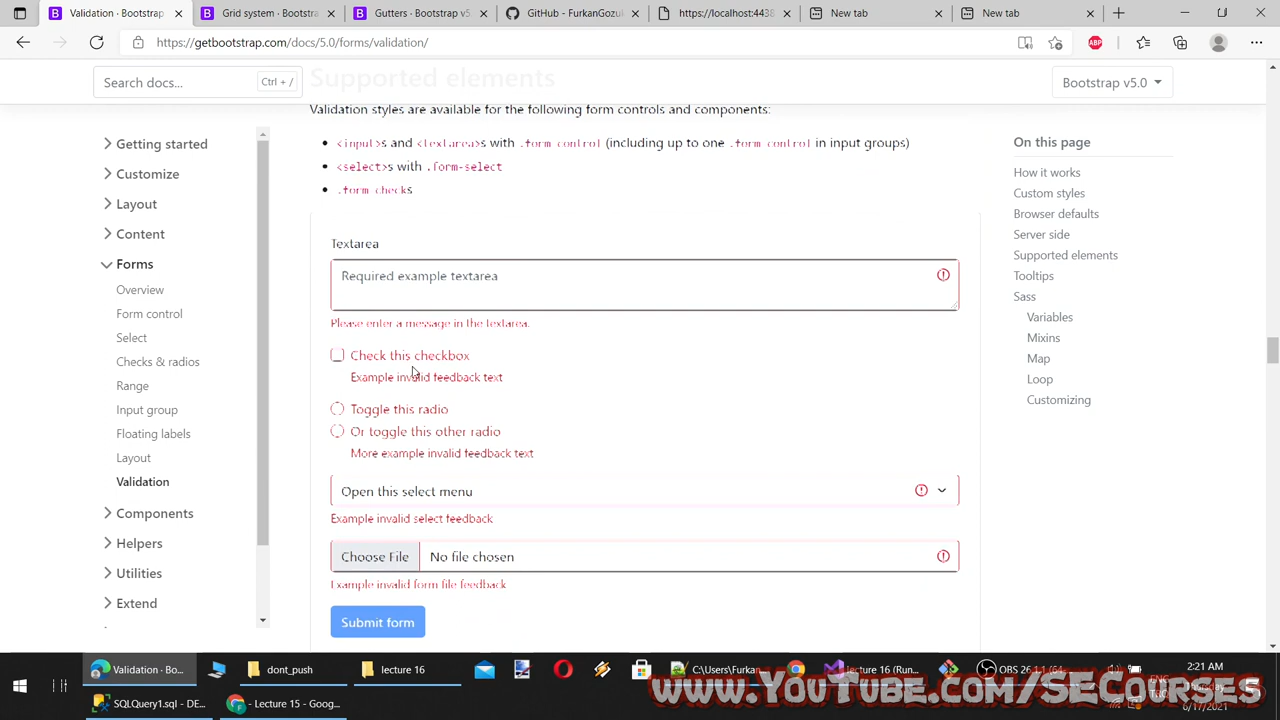 Validation · Bootstrap
Grid system · Bootstrap
Gutters · Bootstrap v5.0
GitHub - FurkanGozu
https://localhost:4438
New tab
New tab
https://getbootstrap.com/docs/5.0/forms/validation/
Search docs...
Ctrl + /
Supported elements
Bootstrap v5.0
Validation styles are available for the following form controls and components:
<input>s and <textarea>s with .form-control (including up to one .form-control in input groups)
<select>s with .form-select
.form-checks
Getting started
Customize
Layout
Content
Forms
Overview
Form control
Select
Checks & radios
Range
Input group
Floating labels
Layout
Validation
Components
Helpers
Utilities
Extend
Textarea
Required example textarea
Please enter a message in the textarea.
Check this checkbox
Example invalid feedback text
Toggle this radio
Or toggle this other radio
More example invalid feedback text
Open this select menu
Example invalid select feedback
Choose File
No file chosen
Example invalid form file feedback
Submit form
On this page
How it works
Custom styles
Browser defaults
Server side
Supported elements
Tooltips
Sass
Variables
Mixins
Map
Loop
Customizing
Validation · Bo...
dont_push
lecture 16
C:\Users\Furkan...
lecture 16 (Run...
OBS 26.1.1 (64...
ENG
2:21 AM
Thursday
6/17/2021
SQLQuery1.sql - DE...
- Lecture 15 - Goog...
www.YouTube.com/SECourses